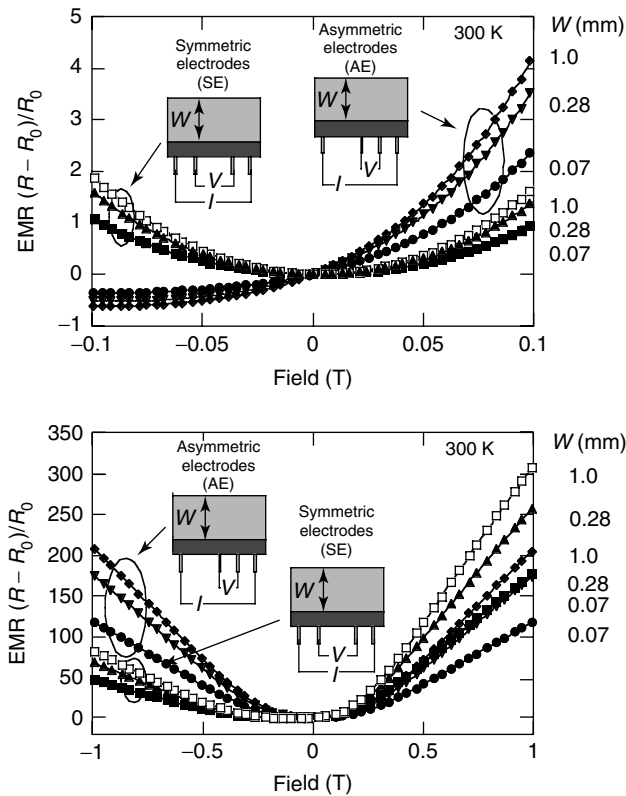 5
4
3
2
1
0
−1
EMR (R − R0)/R0
Symmetric
electrodes
(SE)
W
V
I
Asymmetric
electrodes
(AE)
W
V
I
300 K
W (mm)
1.0
0.28
0.07
1.0
0.28
0.07
−0.1
−0.05
0
0.05
0.1
Field (T)
350
300
250
200
150
100
50
0
EMR (R − R0)/R0
Asymmetric
electrodes
(AE)
W
V
I
Symmetric
electrodes
(SE)
W
V
I
300 K
W (mm)
1.0
0.28
1.0
0.28
0.07
0.07
−1
−0.5
0
0.5
1
Field (T)